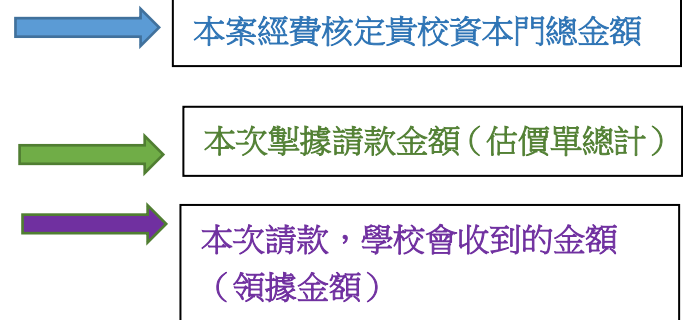 本案經費核定貴校資本門總金額
本次掣據請款金額（估價單總計）
本次請款，學校會收到的金額
（領據金額）